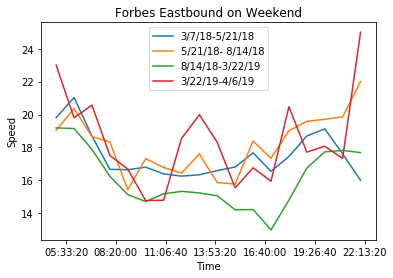 Forbes Eastbound on Weekend
3/7/18-5/21/18
5/21/18- 8/14/18
8/14/18-3/22/19
3/22/19-4/6/19
24
22
20
18
16
14
Speed
05:33:20 08:20:00 11:06:40 13:53:20 16:40:00 19:26:40 22:13:20
Time